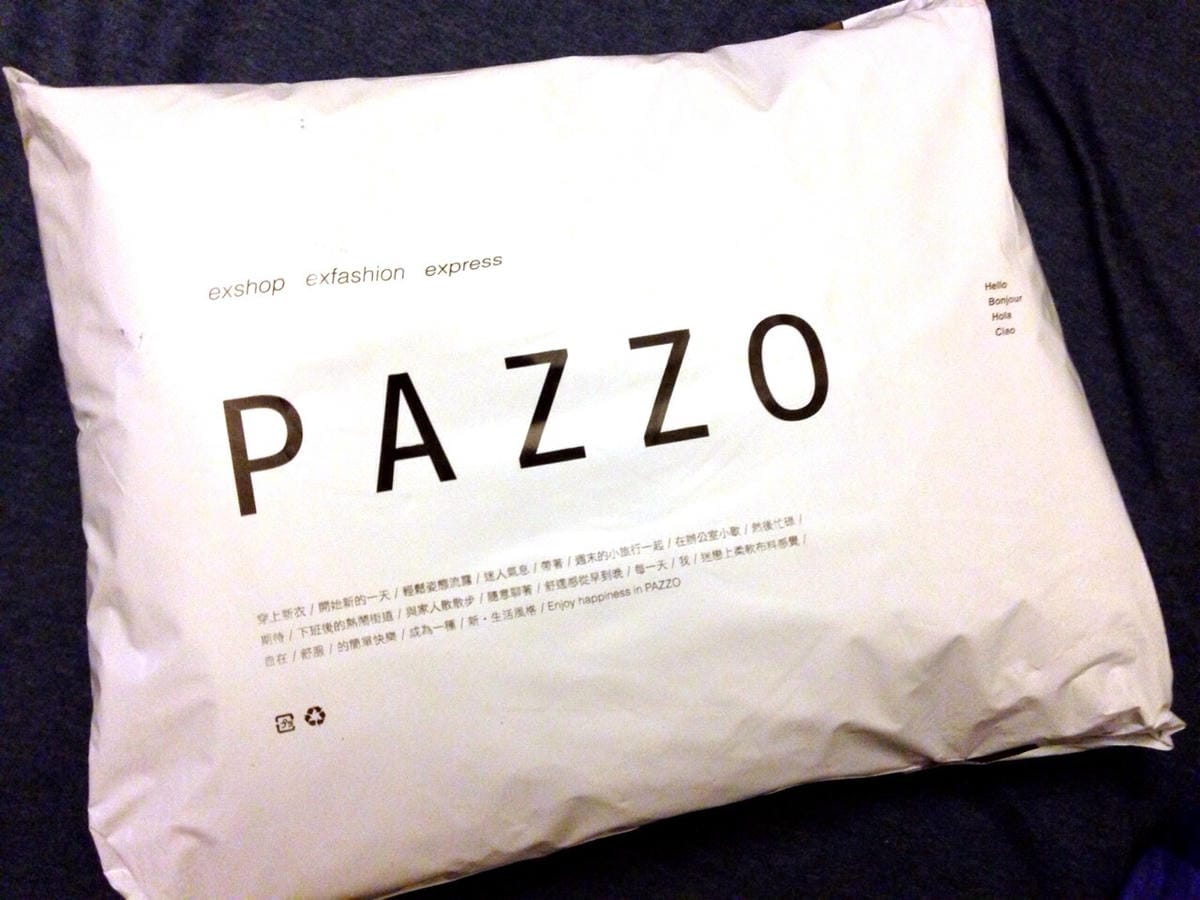 exshop exfashion express
PAZZO
Hello
Bonjour
Hola
Ciao
穿上新衣 / 開始新的一天 / 輕鬆姿態流露 / 迷人氣息 / 帶著 / 週末的小旅行一起 / 在辦公室小歇 / 然後忙碌 /
期待 / 下班後的熱鬧街道 / 與家人散散步 / 隨意聊著 / 舒適感從早到晚 / 每一天 / 我 / 迷戀上柔軟布料感覺 /
自在 / 舒服 / 的簡單快樂 / 成為一種 / 新・生活風格 / Enjoy happiness in PAZZO